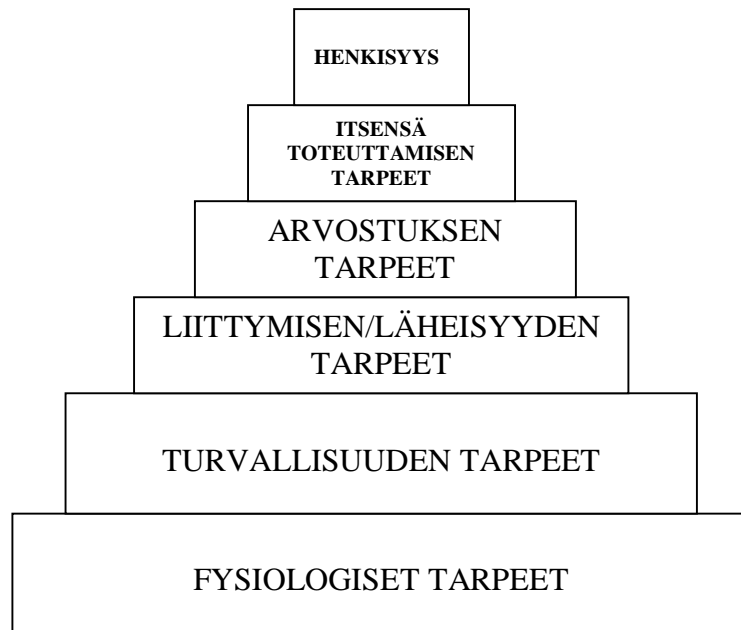 HENKISYYS
ITSENSÄ
TOTEUTTAMISEN
TARPEET
ARVOSTUKSEN
TARPEET
LIITTYMISEN/LÄHEISYYDEN
TARPEET
TURVALLISUUDEN TARPEET
FYSIOLOGISET TARPEET